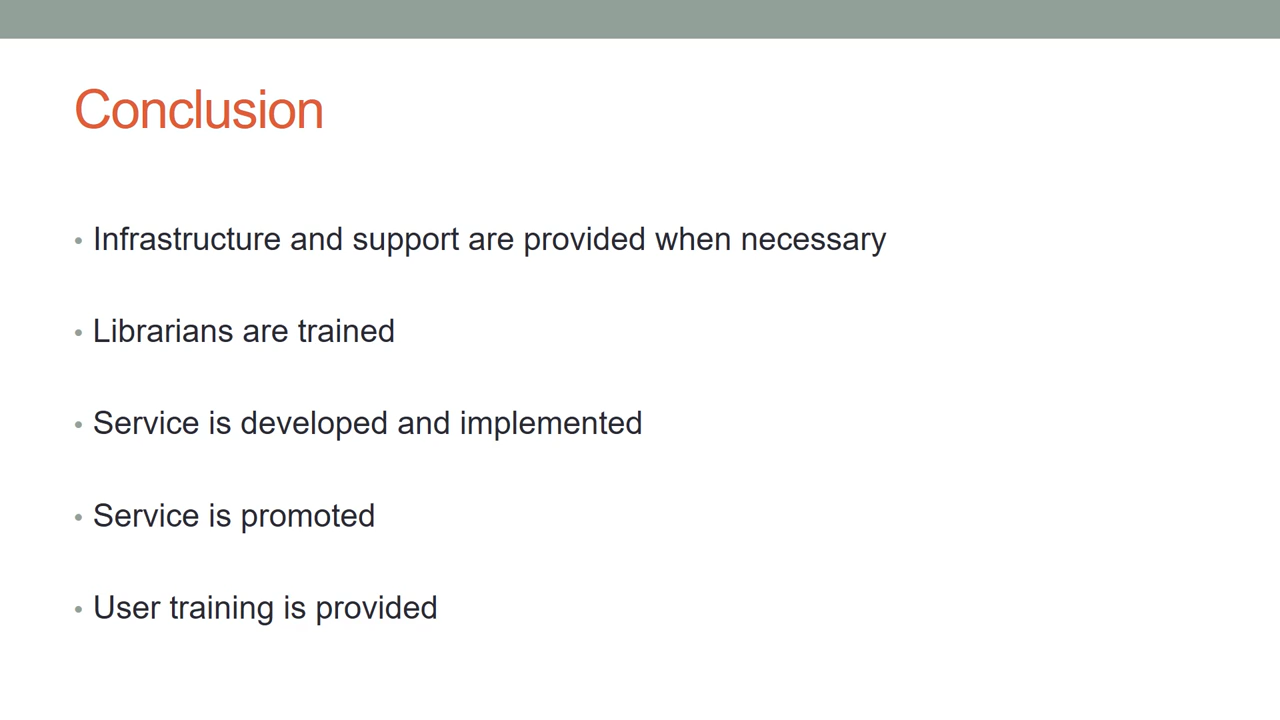 Conclusion
• Infrastructure and support are provided when necessary
• Librarians are trained
• Service is developed and implemented
• Service is promoted
• User training is provided